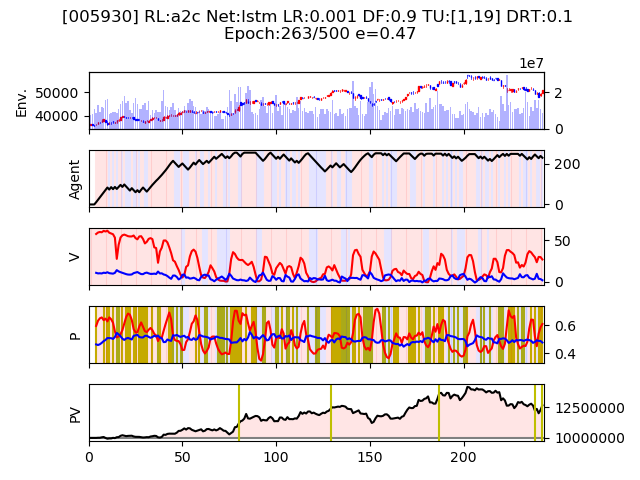 [005930] RL:a2c Net:lstm LR:0.001 DF:0.9 TU:[1,19] DRT:0.1
Epoch:263/500 e=0.47
1e7
Env.
50000
40000
2
0
Agent
200
0
V
50
0
P
0.6
0.4
PV
12500000
10000000
0 50 100 150 200